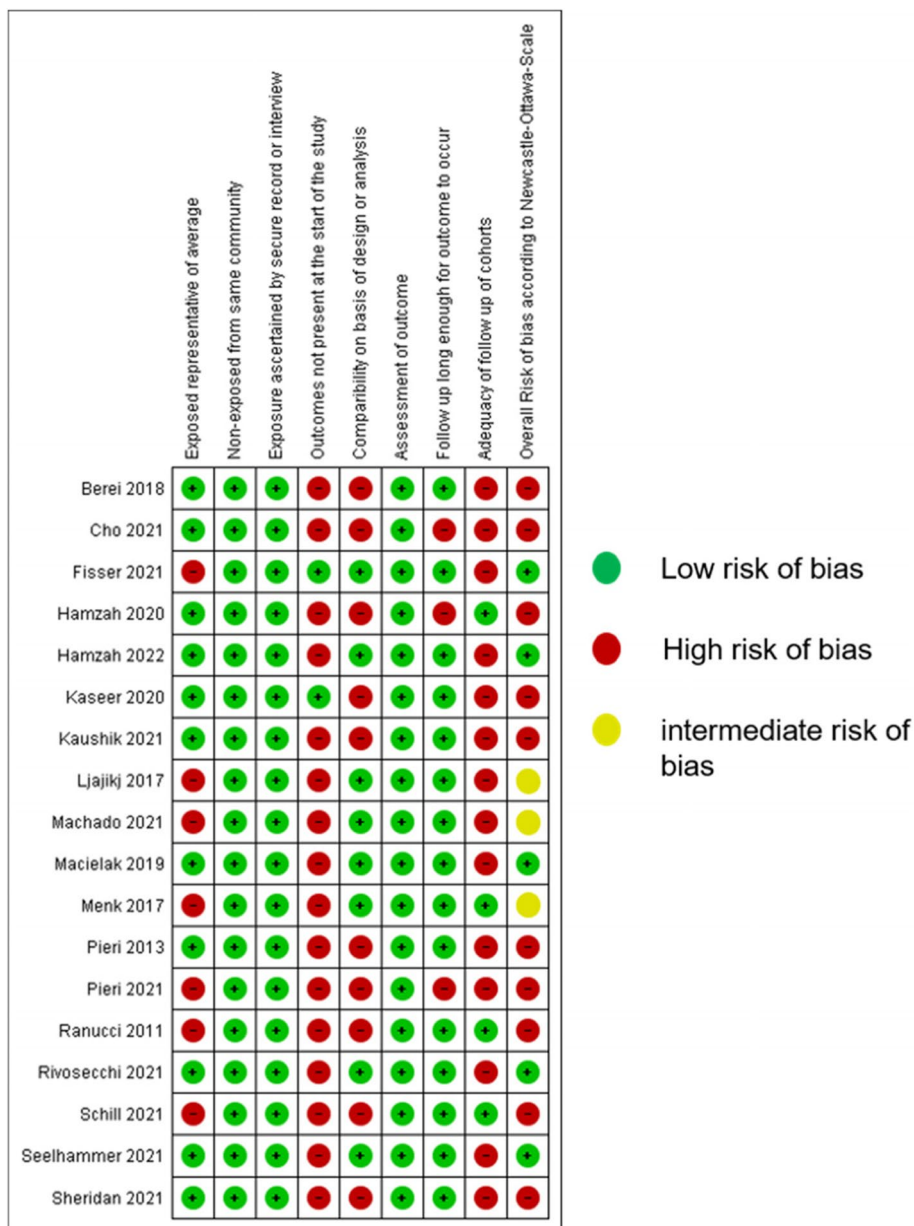 Exposed representative of average
Non-exposed from same community
Exposure ascertained by secure record or interview
Outcomes not present at the start of the study
Comparibility on basis of design or analysis
Assessment of outcome
Follow up long enough for outcome to occur
Adequacy of follow up of cohorts
Overall Risk of bias according to Newcastle-Ottawa-Scale
Berei 2018 + + + - - + + - -
Cho 2021 + + + - - + - - -
Fisser 2021 - + + + + + + - +
Hamzah 2020 + + + - - + - + -
Hamzah 2022 + + + - + + + - +
Kaseer 2020 + + + + - + + - -
Kaushik 2021 + + + - - + + - -
Ljajikj 2017 - + + - + + + -
Machado 2021 - + + - + + + -
Macielak 2019 + + + - + + + - +
Menk 2017 - + + - + + + +
Pieri 2013 + + + - - + + - -
Pieri 2021 - + + - - + - - -
Ranucci 2011 - + + - - + + + -
Rivosecchi 2021 + + + - + + + - +
Schill 2021 - + + - - + + + -
Seelhammer 2021 + + + - + + + - +
Sheridan 2021 + + + - - + + - -
Low risk of bias
High risk of bias
intermediate risk of
bias